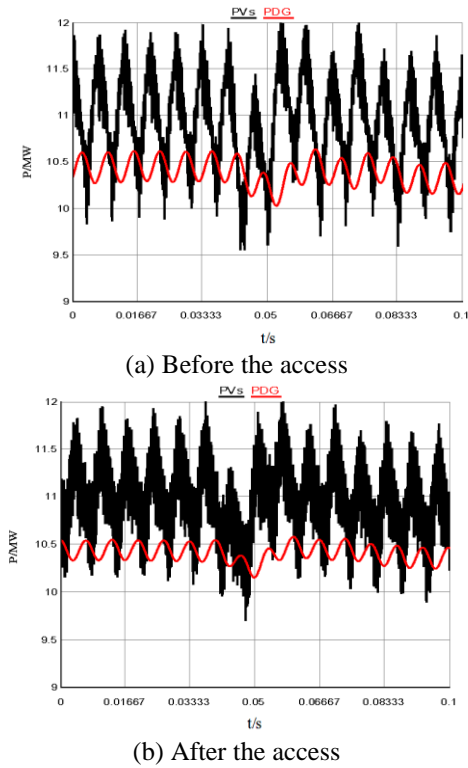 PVs PDG
12
11.5
11
10.5
10
9.5
9
P/MW
0 0.01667 0.03333 0.05 0.06667 0.08333 0.1
t/s
(a) Before the access
PVs PDG
12
11.5
11
10.5
10
9.5
9
P/MW
0 0.01667 0.03333 0.05 0.06667 0.08333 0.1
t/s
(b) After the access